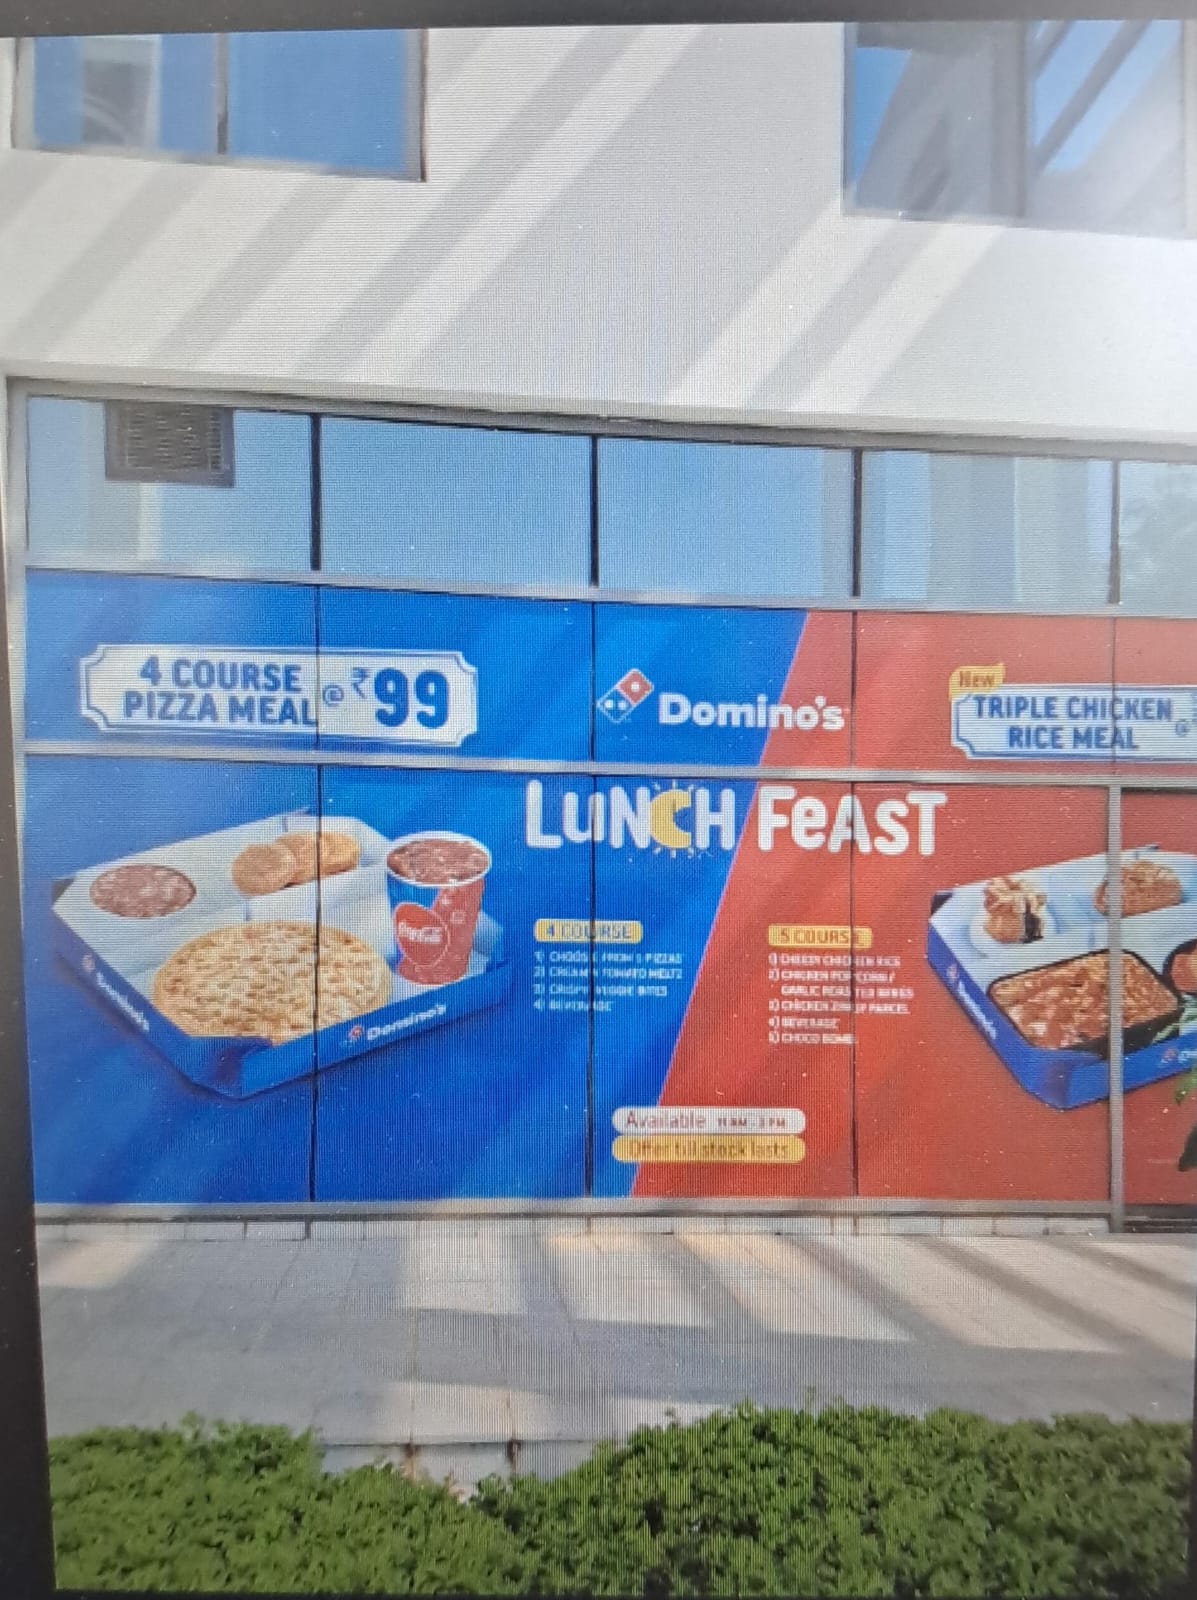 4 COURSE
PIZZA MEAL @ ₹99
Domino's
New
TRIPLE CHICKEN
RICE MEAL @
LUNCH FEAST
4 COURSE
1) CHOOSE FROM 5 PIZZAS
2) CREAMY TOMATO MELTZ
3) CRISPY VEGGIE BITES
4) BEVERAGE
5 COURSE
1) CHEESY CHICKEN RICE
2) CHICKEN POPCORN /
GARLIC ROASTED WINGS
3) CHICKEN PARCEL
4) BEVERAGE
5) CHOCO BOMB
Available 11 AM - 3 PM
Offer till stock lasts
Coca-Cola
Domino's
Domino's
Domino's